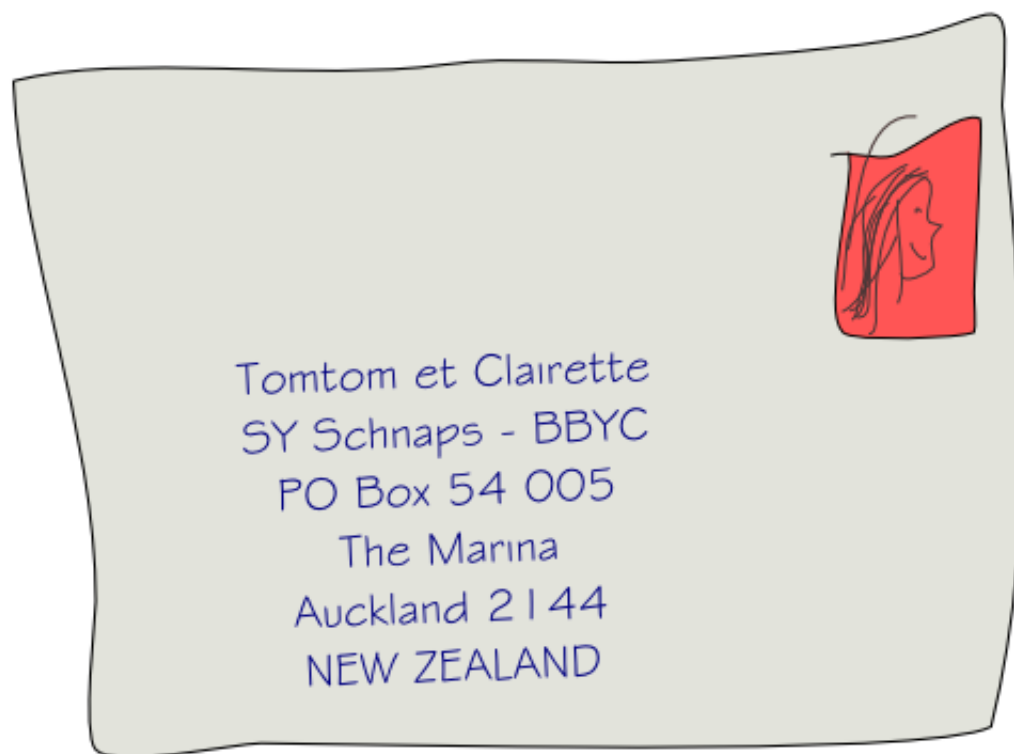 Tomtom et Clairette
SY Schnaps - BBYC
PO Box 54 005
The Marina
Auckland 2144
NEW ZEALAND